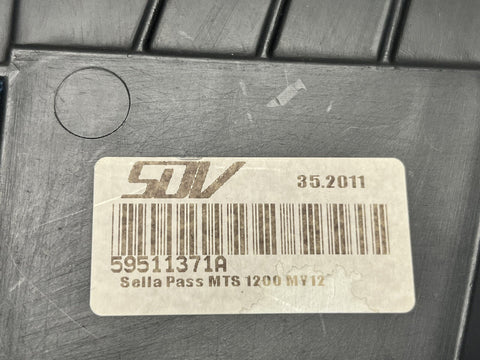 SDV
35.2011
59511371A
Sella Pass MTS 1200 MY12